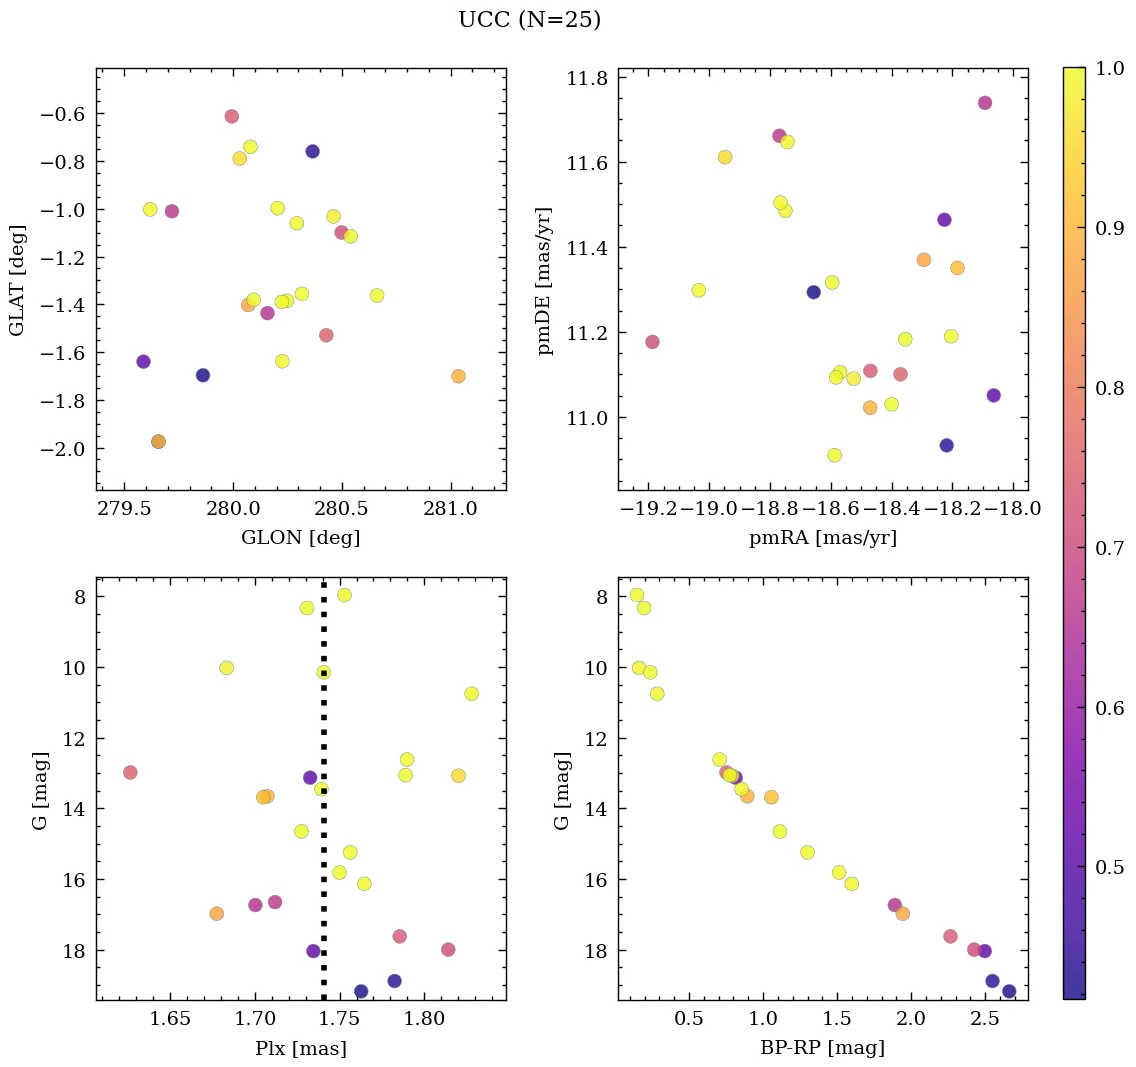 UCC (N=25)
−0.6
−0.8
−1.0
−1.2
−1.4
−1.6
−1.8
−2.0
GLAT [deg]
279.5 280.0 280.5 281.0
GLON [deg]
11.8
11.6
11.4
11.2
11.0
pmDE [mas/yr]
−19.2 −19.0 −18.8 −18.6 −18.4 −18.2 −18.0
pmRA [mas/yr]
8
10
12
14
16
18
G [mag]
1.65 1.70 1.75 1.80
Plx [mas]
8
10
12
14
16
18
G [mag]
0.5 1.0 1.5 2.0 2.5
BP-RP [mag]
1.0
0.9
0.8
0.7
0.6
0.5